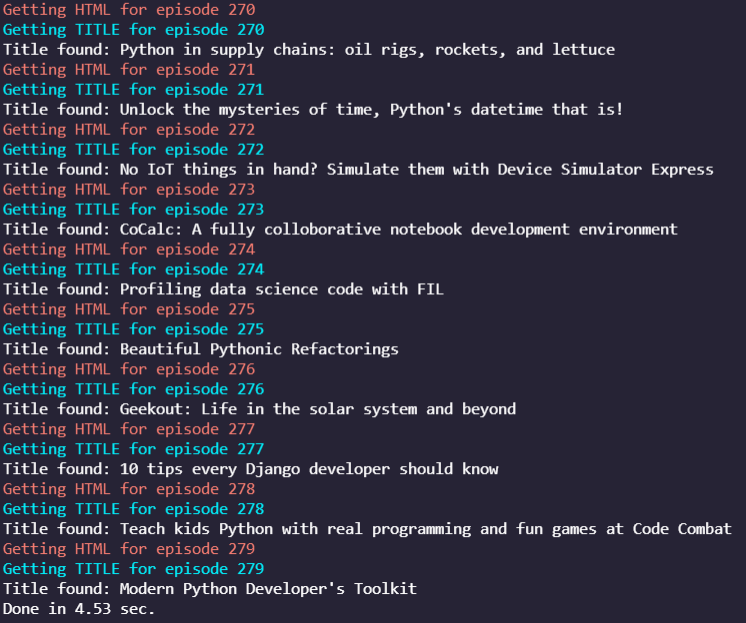 Getting HTML for episode 270
Getting TITLE for episode 270
Title found: Python in supply chains: oil rigs, rockets, and lettuce
Getting HTML for episode 271
Getting TITLE for episode 271
Title found: Unlock the mysteries of time, Python's datetime that is!
Getting HTML for episode 272
Getting TITLE for episode 272
Title found: No IoT things in hand? Simulate them with Device Simulator Express
Getting HTML for episode 273
Getting TITLE for episode 273
Title found: CoCalc: A fully colloborative notebook development environment
Getting HTML for episode 274
Getting TITLE for episode 274
Title found: Profiling data science code with FIL
Getting HTML for episode 275
Getting TITLE for episode 275
Title found: Beautiful Pythonic Refactorings
Getting HTML for episode 276
Getting TITLE for episode 276
Title found: Geekout: Life in the solar system and beyond
Getting HTML for episode 277
Getting TITLE for episode 277
Title found: 10 tips every Django developer should know
Getting HTML for episode 278
Getting TITLE for episode 278
Title found: Teach kids Python with real programming and fun games at Code Combat
Getting HTML for episode 279
Getting TITLE for episode 279
Title found: Modern Python Developer's Toolkit
Done in 4.53 sec.